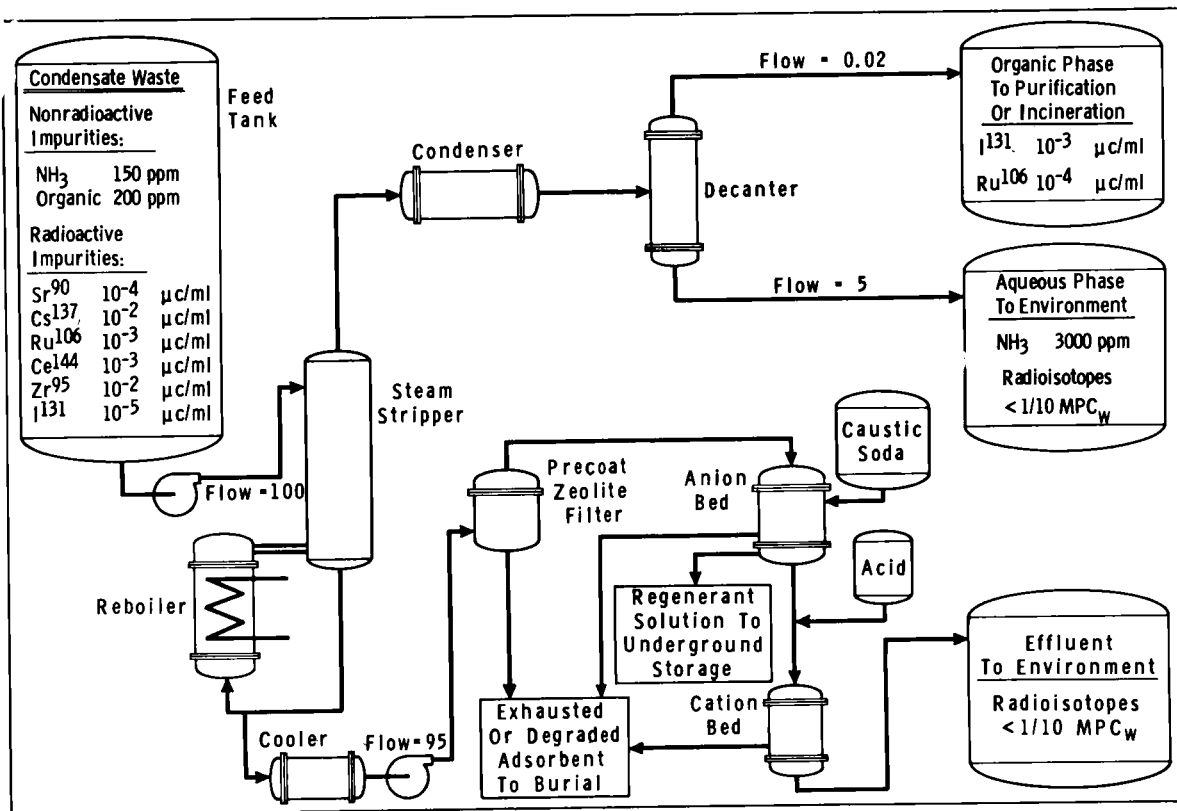 Condensate Waste
Nonradioactive
Impurities:
NH₃ 150 ppm
Organic 200 ppm
Radioactive
Impurities:
Sr⁹⁰ 10⁻⁴ µc/ml
Cs¹³⁷ 10⁻² µc/ml
Ru¹⁰⁶ 10⁻³ µc/ml
Ce¹⁴⁴ 10⁻³ µc/ml
Zr⁹⁵ 10⁻² µc/ml
I¹³¹ 10⁻⁵ µc/ml
Feed
Tank
Flow =100
Condenser
Steam
Stripper
Reboiler
Cooler
Flow=95
Decanter
Flow = 0.02
Flow = 5
Organic Phase
To Purification
Or Incineration
I¹³¹ 10⁻³ µc/ml
Ru¹⁰⁶ 10⁻⁴ µc/ml
Aqueous Phase
To Environment
NH₃ 3000 ppm
Radioisotopes
< 1/10 MPC_W
Precoat
Zeolite
Filter
Anion
Bed
Caustic
Soda
Acid
Regenerant
Solution To
Underground
Storage
Cation
Bed
Exhausted
Or Degraded
Adsorbent
To Burial
Effluent
To Environment
Radioisotopes
<1/10 MPC_W